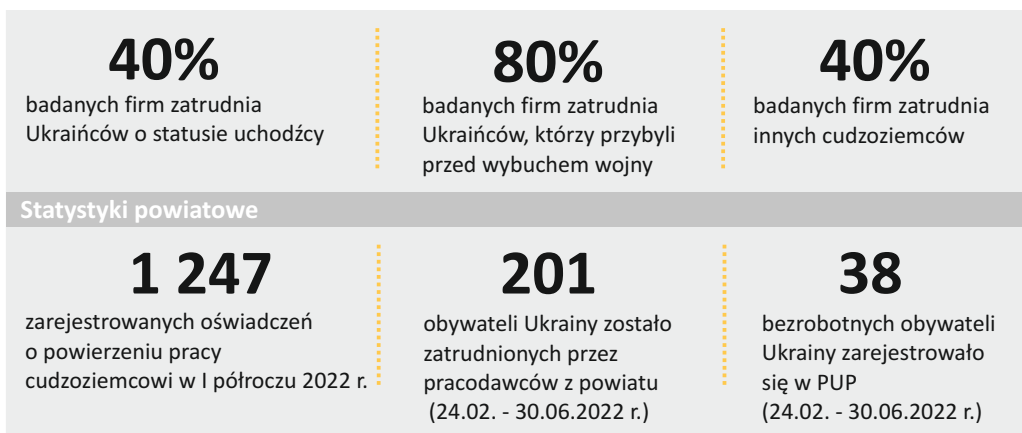 40%
badanych firm zatrudnia
Ukraińców o statusie uchodźcy
80%
badanych firm zatrudnia
Ukraińców, którzy przybyli
przed wybuchem wojny
40%
badanych firm zatrudnia
innych cudzoziemców
Statystyki powiatowe
1 247
zarejestrowanych oświadczeń
o powierzeniu pracy
cudzoziemcowi w I półroczu 2022 r.
201
obywateli Ukrainy zostało
zatrudnionych przez
pracodawców z powiatu
(24.02. - 30.06.2022 r.)
38
bezrobotnych obywateli
Ukrainy zarejestrowało
się w PUP
(24.02. - 30.06.2022 r.)